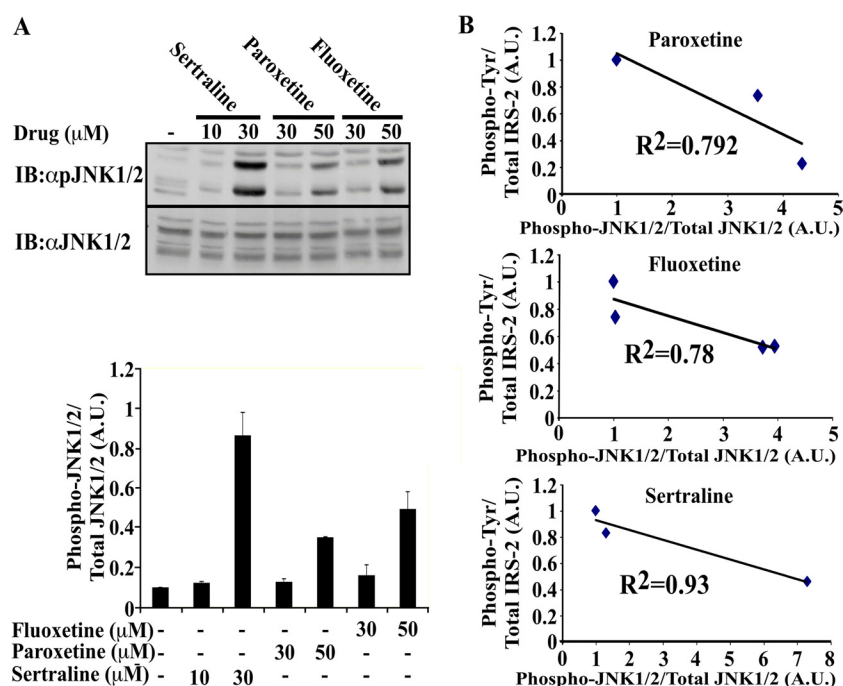 A
Sertraline
Paroxetine
Fluoxetine
Drug (μM) - 10 30 30 50 30 50
IB:αpJNK1/2
IB:αJNK1/2
Phospho-JNK1/2/
Total JNK1/2 (A.U.)
1.2
1
0.8
0.6
0.4
0.2
0
Fluoxetine (μM) - - - - - 30 50
Paroxetine (μM) - - - 30 50 - -
Sertraline (μM) - 10 30 - - - -
B
Phospho-Tyr/
Total IRS-2 (A.U.)
Paroxetine
1.2
1
0.8
0.6
0.4
0.2
0
R2=0.792
0 1 2 3 4 5
Phospho-JNK1/2/Total JNK1/2 (A.U.)
Phospho-Tyr/
Total IRS-2 (A.U.)
Fluoxetine
1.2
1
0.8
0.6
0.4
0.2
0
R2=0.78
0 1 2 3 4 5
Phospho-JNK1/2/Total JNK1/2 (A.U.)
Phospho-Tyr/
Total IRS-2 (A.U.)
Sertraline
1.2
1
0.8
0.6
0.4
0.2
0
R2=0.93
0 1 2 3 4 5 6 7 8
Phospho-JNK1/2/Total JNK1/2 (A.U.)